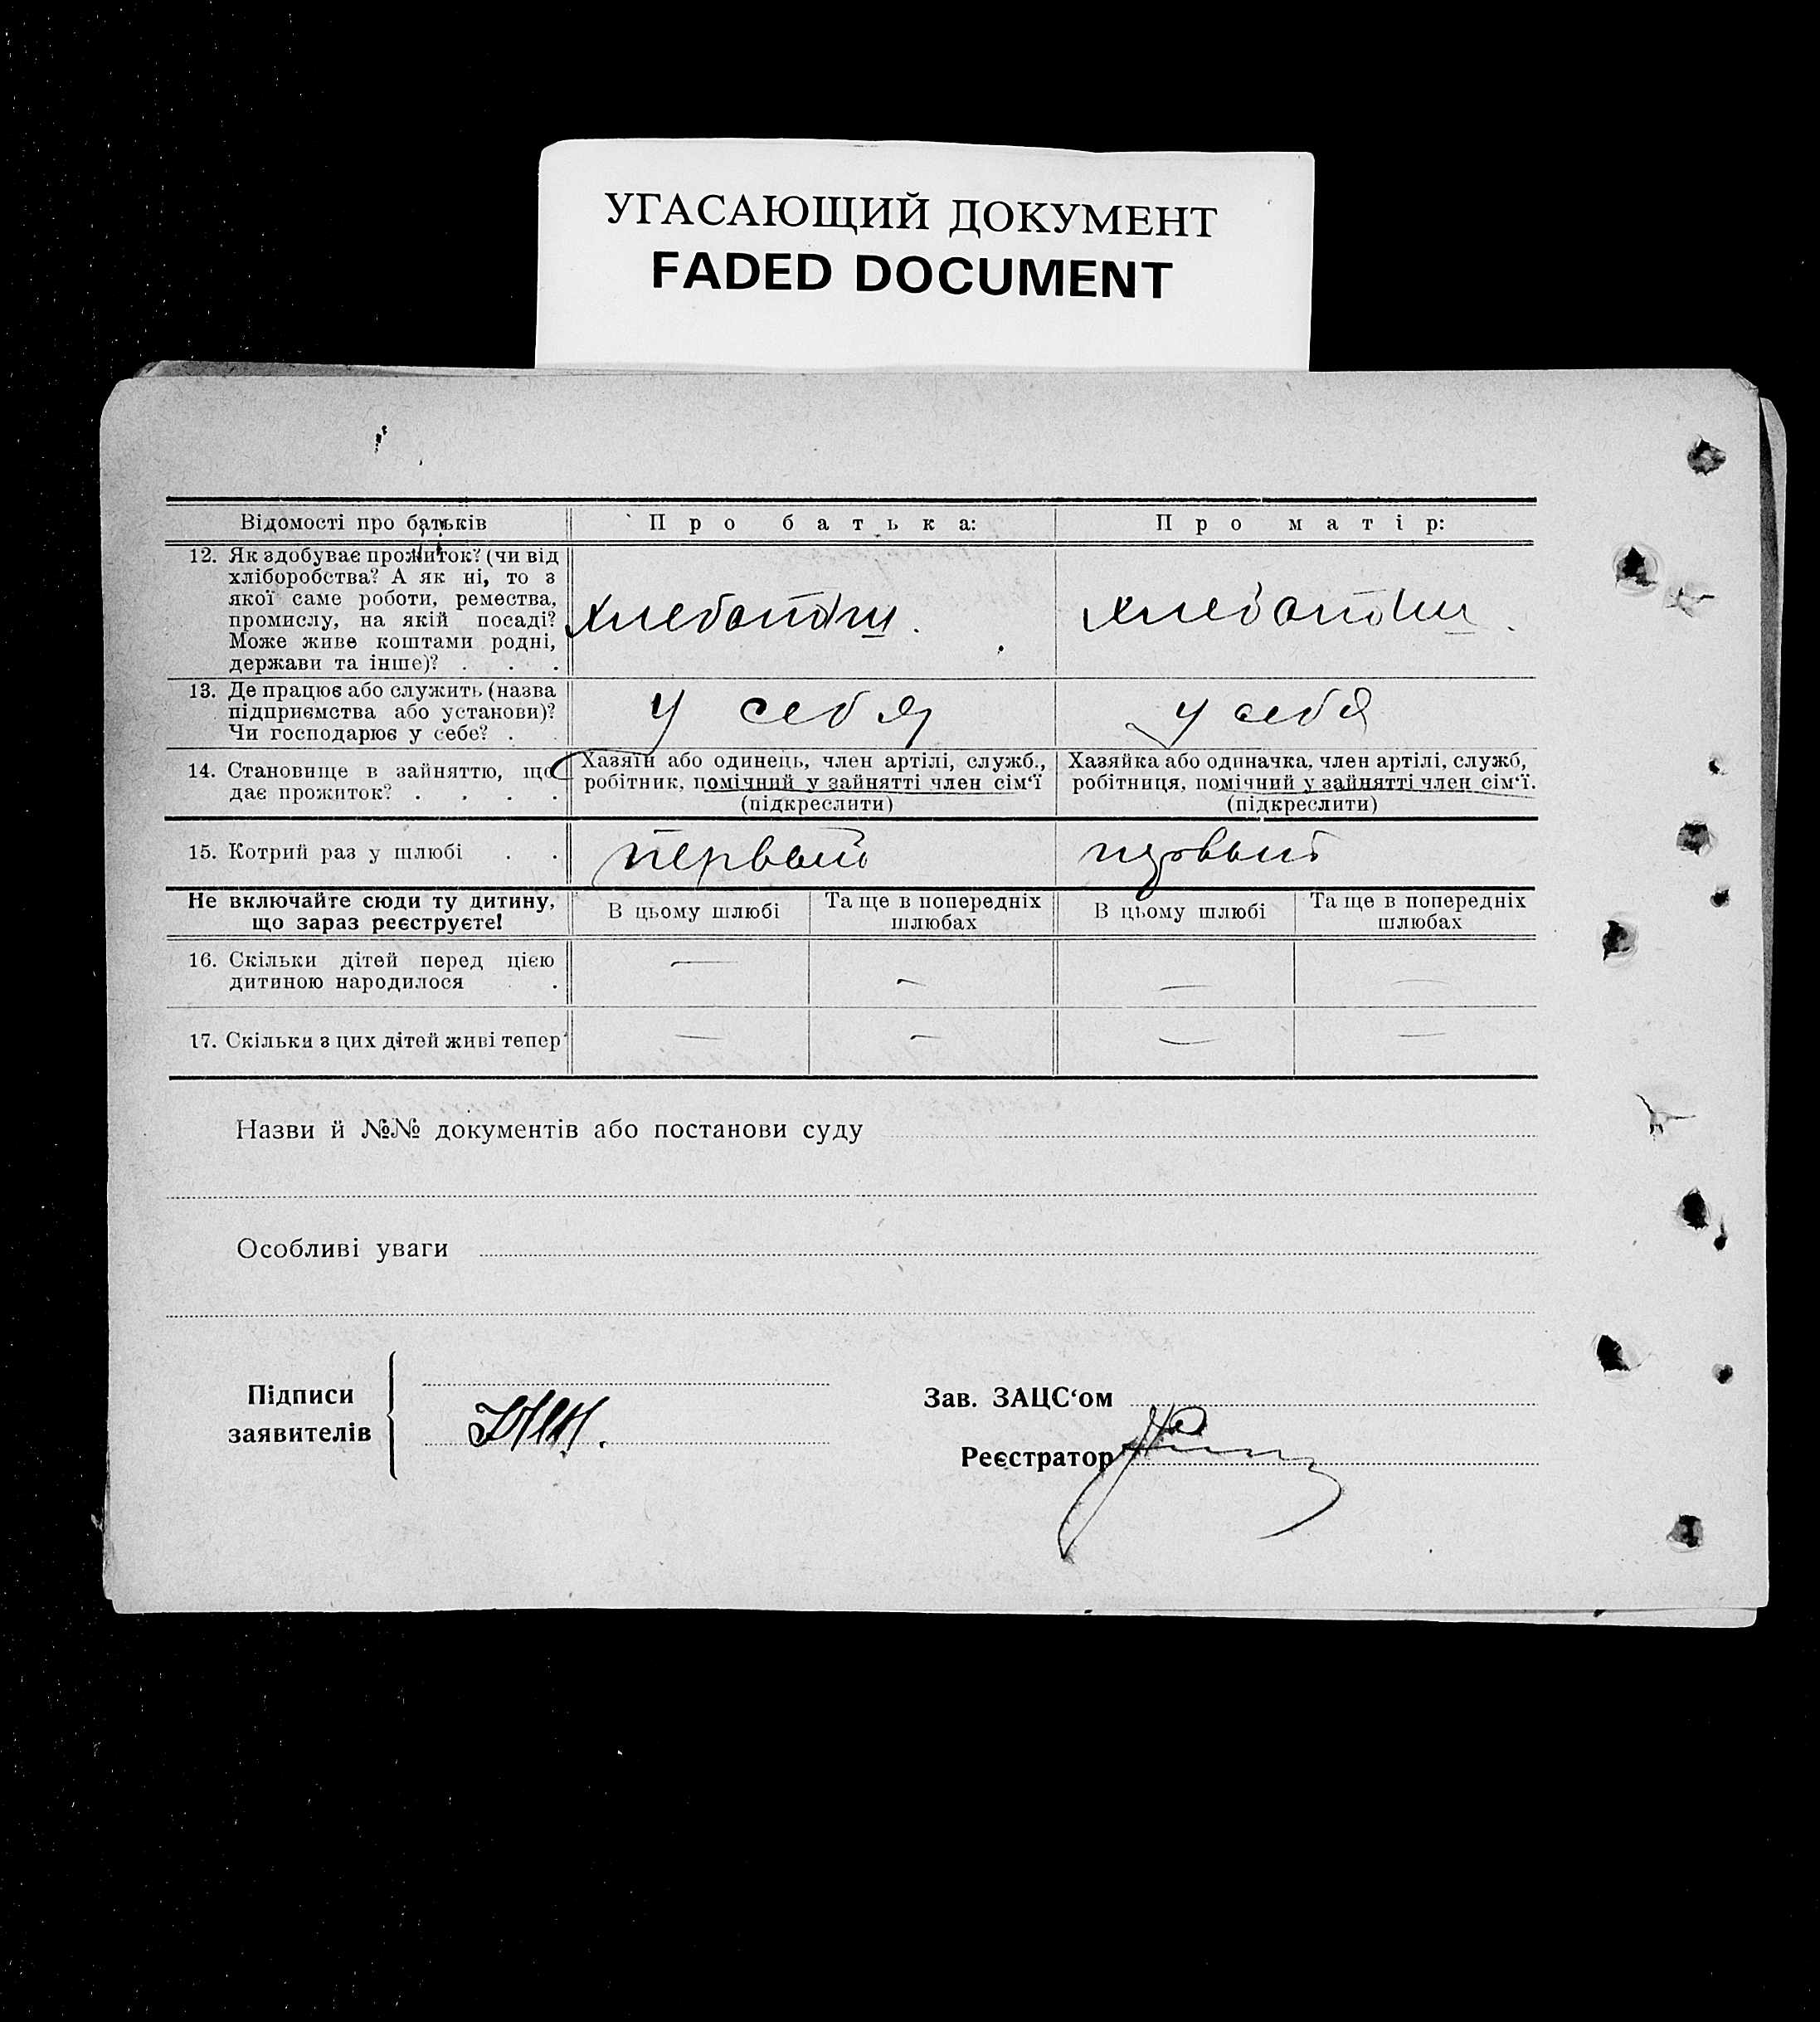 УГАСАЮЩИЙ ДОКУМЕНТ
FADED DOCUMENT
Відомості про батьків
Про батька:
Про матір:
12. Як здобуває прожиток? (чи від
хліборобства? А як ні, то з
якої саме роботи, ремества,
промислу, на якій посаді?
Може живе коштами родні,
держави та інше)? . . .
13. Де працює або служить (назва
підприємства або установи)?
Чи господарює у себе? . .
у себя
у себя
14. Становище в зайняттю, що
дає прожиток? . . . .
Хазяїн або одинець, член артілі, служб.,
робітник, помічний у зайнятті член сім‘ї
(підкреслити)
Хазяйка або одиначка, член артілі, служб,
робітниця, помічний у зайнятті член сім‘ї.
(підкреслити)
15. Котрий раз у шлюбі . .
первый
первый
Не включайте сюди ту дитину,
що зараз реєструєте!
В цьому шлюбі
Та ще в попередніх
шлюбах
В цьому шлюбі
Та ще в попередніх
шлюбах
16. Скільки дітей перед цією
дитиною народилося .
— — — —
17. Скільки з цих дітей живі тепер
— — — —
Назви й №№ документів або постанови суду
Особливі уваги
Підписи
заявителів
Зав. ЗАЦС‘ом
Реєстратор